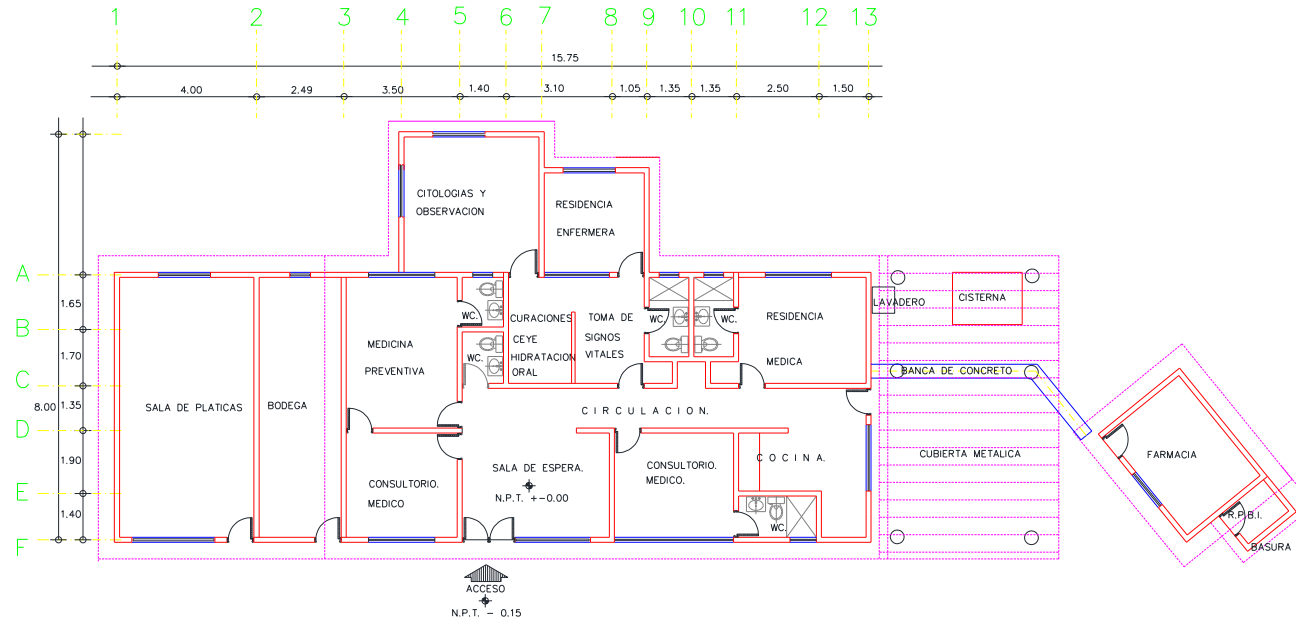 1 2 3 4 5 6 7 8 9 10 11 12 13
15.75
4.00 2.49 3.50 1.40 3.10 1.05 1.35 1.35 2.50 1.50
CITOLOGIAS Y
OBSERVACION
RESIDENCIA
ENFERMERA
A
B
C
D
E
F
1.65
1.70
1.35
1.90
1.40
8.00
SALA DE PLATICAS
BODEGA
MEDICINA
PREVENTIVA
WC.
WC.
CURACIONES
CEYE
HIDRATACION
ORAL
TOMA DE
SIGNOS
VITALES
WC.
WC.
RESIDENCIA
MEDICA
LAVADERO
CISTERNA
BANCA DE CONCRETO
CIRCULACION.
CONSULTORIO.
MEDICO
SALA DE ESPERA.
N.P.T. +-0.00
CONSULTORIO.
MEDICO.
COCINA.
WC.
CUBIERTA METALICA
FARMACIA
R.P.B.I.
BASURA
ACCESO
N.P.T. - 0.15